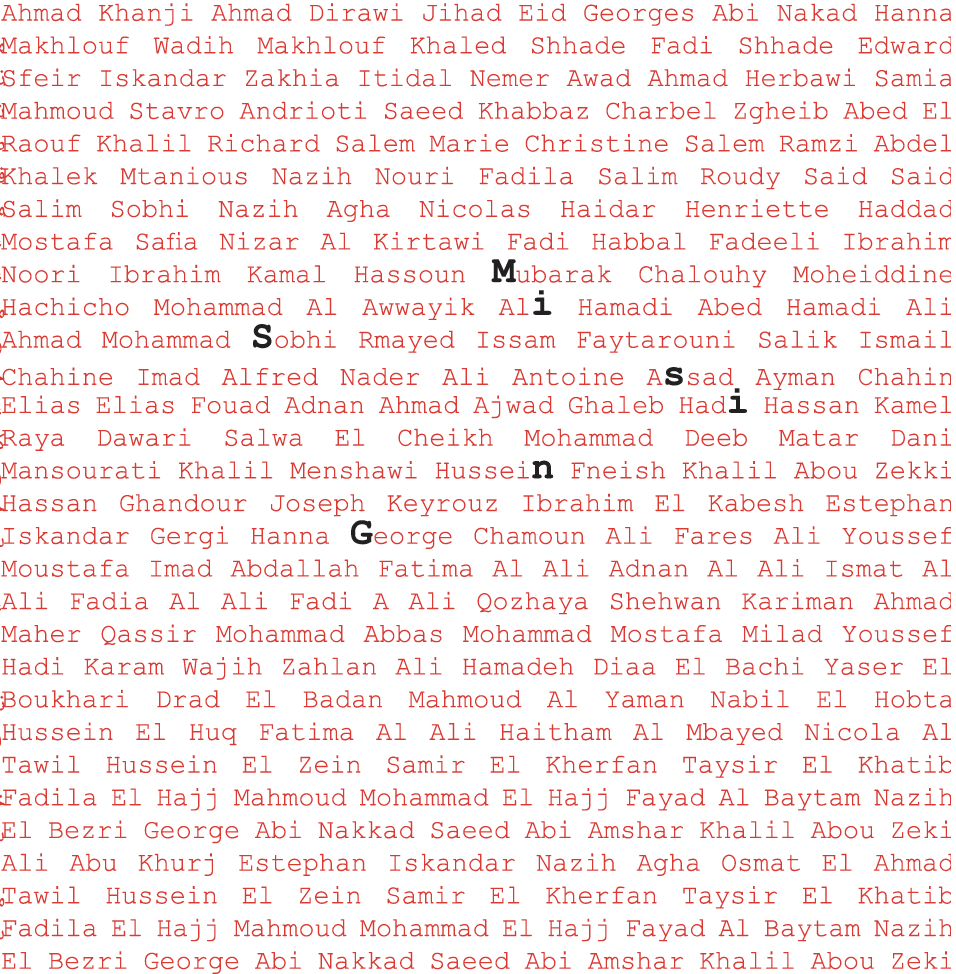 Ahmad Khanji Ahmad Dirawi Jihad Eid Georges Abi Nakad Hanna
Makhlouf Wadih Makhlouf Khaled Shhade Fadi Shhade Edward
Sfeir Iskandar Zakhia Itidal Nemer Awad Ahmad Herbawi Samia
Mahmoud Stavro Andrioti Saeed Khabbaz Charbel Zgheib Abed El
Raouf Khalil Richard Salem Marie Christine Salem Ramzi Abdel
Khalek Mtanious Nazih Nouri Fadila Salim Roudy Said Said
Salim Sobhi Nazih Agha Nicolas Haidar Henriette Haddad
Mostafa Safia Nizar Al Kirtawi Fadi Habbal Fadeeli Ibrahim
Noori Ibrahim Kamal Hassoun Mubarak Chalouhy Moheiddine
Hachicho Mohammad Al Awwayik Ali Hamadi Abed Hamadi Ali
Ahmad Mohammad Sobhi Rmayed Issam Faytarouni Salik Ismail
Chahine Imad Alfred Nader Ali Antoine Assad Ayman Chahin
Elias Elias Fouad Adnan Ahmad Ajwad Ghaleb Hadi Hassan Kamel
Raya Dawari Salwa El Cheikh Mohammad Deeb Matar Dani
Mansourati Khalil Menshawi Hussein Fneish Khalil Abou Zekki
Hassan Ghandour Joseph Keyrouz Ibrahim El Kabesh Estephan
Iskandar Gergi Hanna George Chamoun Ali Fares Ali Youssef
Moustafa Imad Abdallah Fatima Al Ali Adnan Al Ali Ismat Al
Ali Fadia Al Ali Fadi A Ali Qozhaya Shehwan Kariman Ahmad
Maher Qassir Mohammad Abbas Mohammad Mostafa Milad Youssef
Hadi Karam Wajih Zahlan Ali Hamadeh Diaa El Bachi Yaser El
Boukhari Drad El Badan Mahmoud Al Yaman Nabil El Hobta
Hussein El Huq Fatima Al Ali Haitham Al Mbayed Nicola Al
Tawil Hussein El Zein Samir El Kherfan Taysir El Khatib
Fadila El Hajj Mahmoud Mohammad El Hajj Fayad Al Baytam Nazih
El Bezri George Abi Nakkad Saeed Abi Amshar Khalil Abou Zeki
Ali Abu Khurj Estephan Iskandar Nazih Agha Osmat El Ahmad
Tawil Hussein El Zein Samir El Kherfan Taysir El Khatib
Fadila El Hajj Mahmoud Mohammad El Hajj Fayad Al Baytam Nazih
El Bezri George Abi Nakkad Saeed Abi Amshar Khalil Abou Zeki